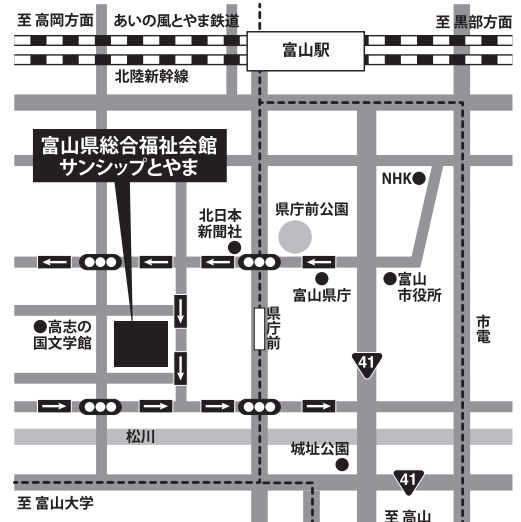 至 高岡方面
あいの風とやま鉄道
至 黒部方面
富山駅
北陸新幹線
富山県総合福祉会館
サンシップとやま
NHK
県庁前公園
北日本
新聞社
富山県庁
富山
市役所
県庁前
市電
高志の
国文学館
41
松川
城址公園
41
至 富山大学
至 高山